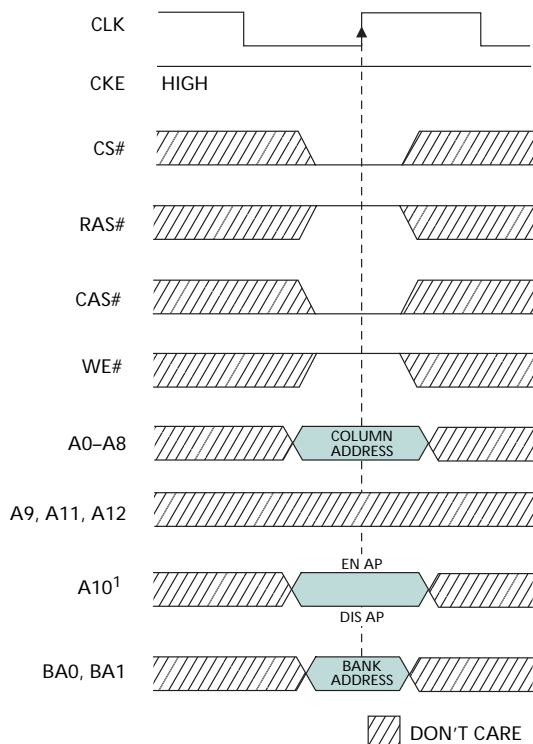 CLK
CKE HIGH
CS#
RAS#
CAS#
WE#
A0–A8 COLUMN
ADDRESS
A9, A11, A12
EN AP
A10¹
DIS AP
BA0, BA1 BANK
ADDRESS
DON'T CARE